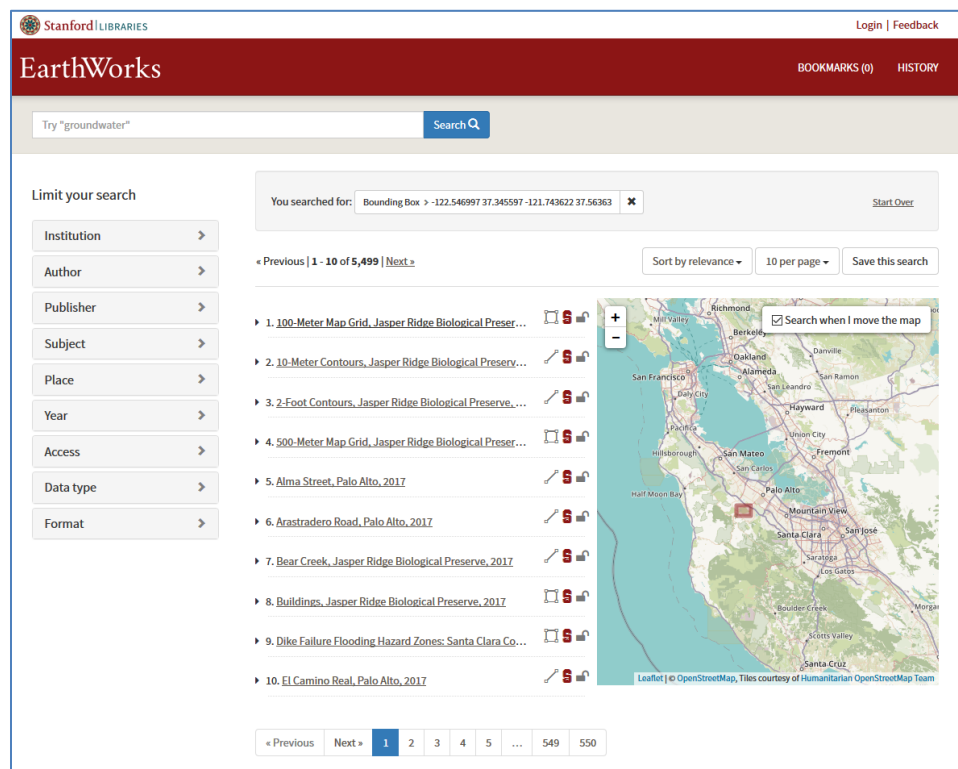 Stanford | LIBRARIES
Login | Feedback
EarthWorks
BOOKMARKS (0) HISTORY
Try "groundwater"
Search
Limit your search
Institution
Author
Publisher
Subject
Place
Year
Access
Data type
Format
You searched for: Bounding Box > -122.546997 37.345597 -121.743622 37.56363 ✖
Start Over
« Previous | 1 - 10 of 5,499 | Next »
Sort by relevance
10 per page
Save this search
1. 100-Meter Map Grid, Jasper Ridge Biological Preser…
2. 10-Meter Contours, Jasper Ridge Biological Preserv…
3. 2-Foot Contours, Jasper Ridge Biological Preserve, …
4. 500-Meter Map Grid, Jasper Ridge Biological Preser…
5. Alma Street, Palo Alto, 2017
6. Arastradero Road, Palo Alto, 2017
7. Bear Creek, Jasper Ridge Biological Preserve, 2017
8. Buildings, Jasper Ridge Biological Preserve, 2017
9. Dike Failure Flooding Hazard Zones: Santa Clara Co…
10. El Camino Real, Palo Alto, 2017
+
−
Search when I move the map
Richmond
Mill Valley
Berkeley
Oakland
Danville
San Francisco
Alameda
San Ramon
San Leandro
Daly City
Hayward
Pleasanton
Pacifica
Union City
Hillsborough
San Mateo
Fremont
San Carlos
Half Moon Bay
Palo Alto
Mountain View
Santa Clara
San José
Saratoga
Los Gatos
Boulder Creek
Scotts Valley
Santa Cruz
Leaflet | © OpenStreetMap, Tiles courtesy of Humanitarian OpenStreetMap Team
« Previous Next » 1 2 3 4 5 … 549 550